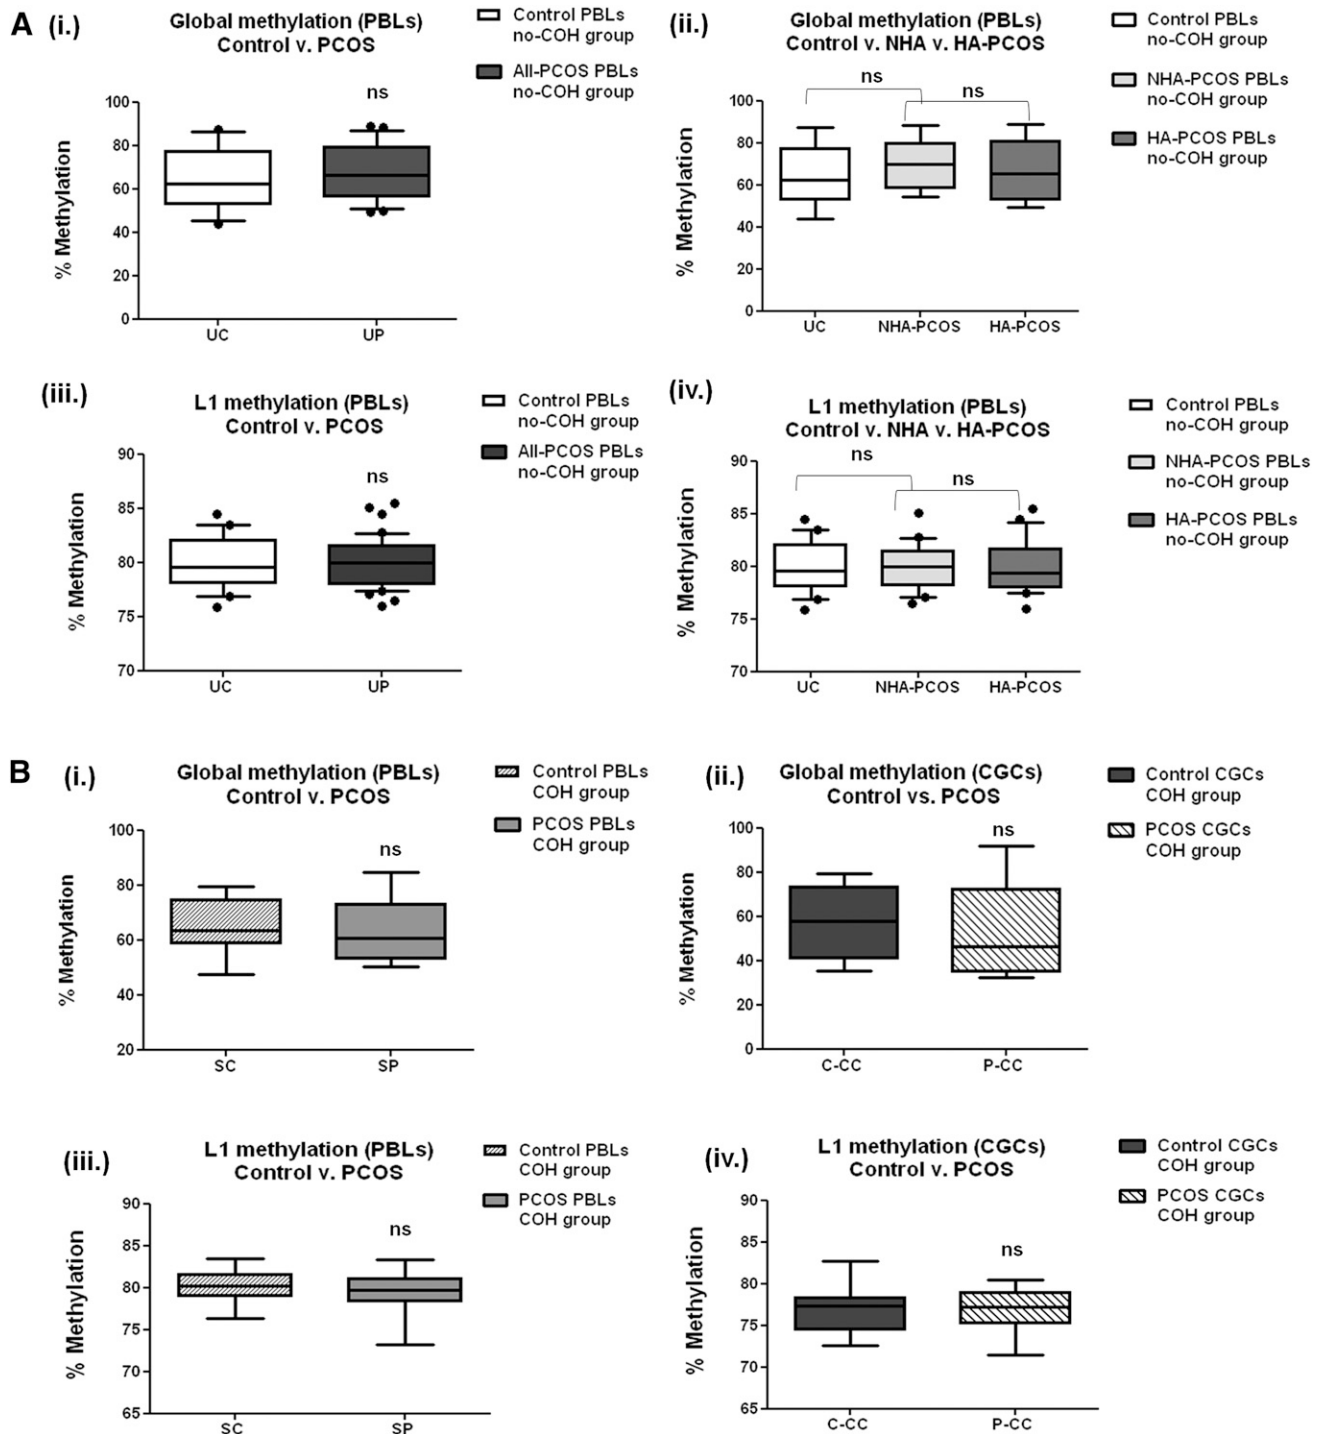 A (i.)
Global methylation (PBLs)
Control v. PCOS
Control PBLs
no-COH group
All-PCOS PBLs
no-COH group
ns
% Methylation
100
80
60
40
20
0
UC
UP
(ii.)
Global methylation (PBLs)
Control v. NHA v. HA-PCOS
Control PBLs
no-COH group
NHA-PCOS PBLs
no-COH group
HA-PCOS PBLs
no-COH group
ns
ns
% Methylation
100
80
60
40
20
0
UC
NHA-PCOS
HA-PCOS
(iii.)
L1 methylation (PBLs)
Control v. PCOS
Control PBLs
no-COH group
All-PCOS PBLs
no-COH group
ns
% Methylation
90
85
80
75
70
UC
UP
(iv.)
L1 methylation (PBLs)
Control v. NHA v. HA-PCOS
Control PBLs
no-COH group
NHA-PCOS PBLs
no-COH group
HA-PCOS PBLs
no-COH group
ns
ns
% Methylation
90
85
80
75
70
UC
NHA-PCOS
HA-PCOS
B (i.)
Global methylation (PBLs)
Control v. PCOS
Control PBLs
COH group
PCOS PBLs
COH group
ns
% Methylation
100
80
60
40
20
SC
SP
(ii.)
Global methylation (CGCs)
Control vs. PCOS
Control CGCs
COH group
PCOS CGCs
COH group
ns
% Methylation
100
80
60
40
20
0
C-CC
P-CC
(iii.)
L1 methylation (PBLs)
Control v. PCOS
Control PBLs
COH group
PCOS PBLs
COH group
ns
% Methylation
90
85
80
75
70
65
SC
SP
(iv.)
L1 methylation (CGCs)
Control v. PCOS
Control CGCs
COH group
PCOS CGCs
COH group
ns
% Methylation
90
85
80
75
70
65
C-CC
P-CC